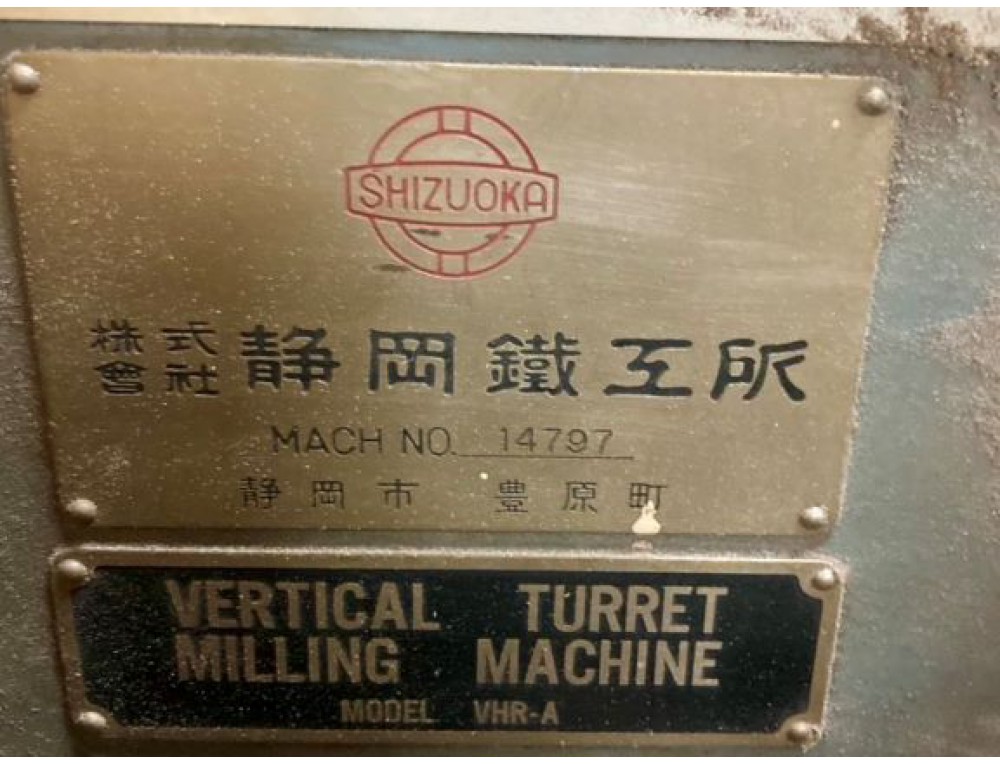 SHIZUOKA
株式會社 静岡鐵工所
MACH NO. 14797
静岡市 豊原町
VERTICAL TURRET
MILLING MACHINE
MODEL VHR-A